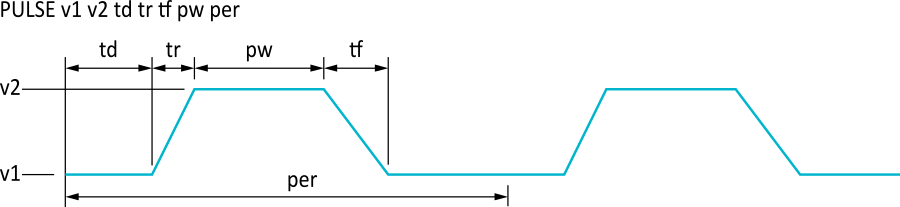 PULSE v1 v2 td tr tf pw per
td tr pw tf
v2
v1
per